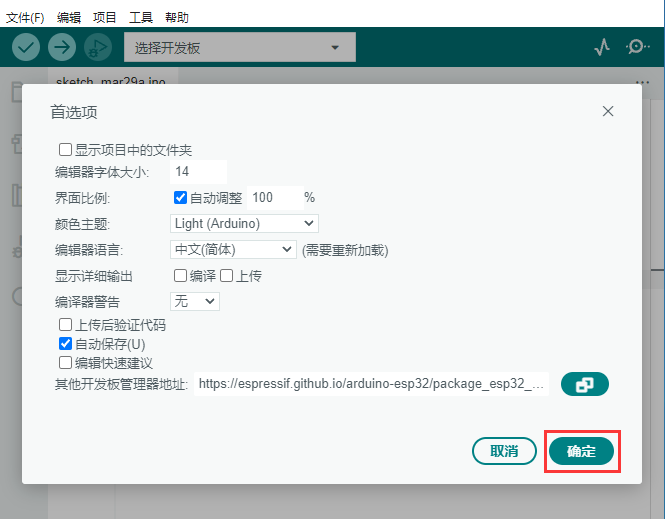 文件(F) 编辑 项目 工具 帮助
选择开发板
sketch_mar29a.ino
首选项
显示项目中的文件夹
编辑器字体大小: 14
界面比例: 自动调整 100 %
颜色主题: Light (Arduino)
编辑器语言: 中文(简体) (需要重新加载)
显示详细输出 编译 上传
编译器警告 无
上传后验证代码
自动保存(U)
编辑快速建议
其他开发板管理器地址: https://espressif.github.io/arduino-esp32/package_esp32_...
取消 确定